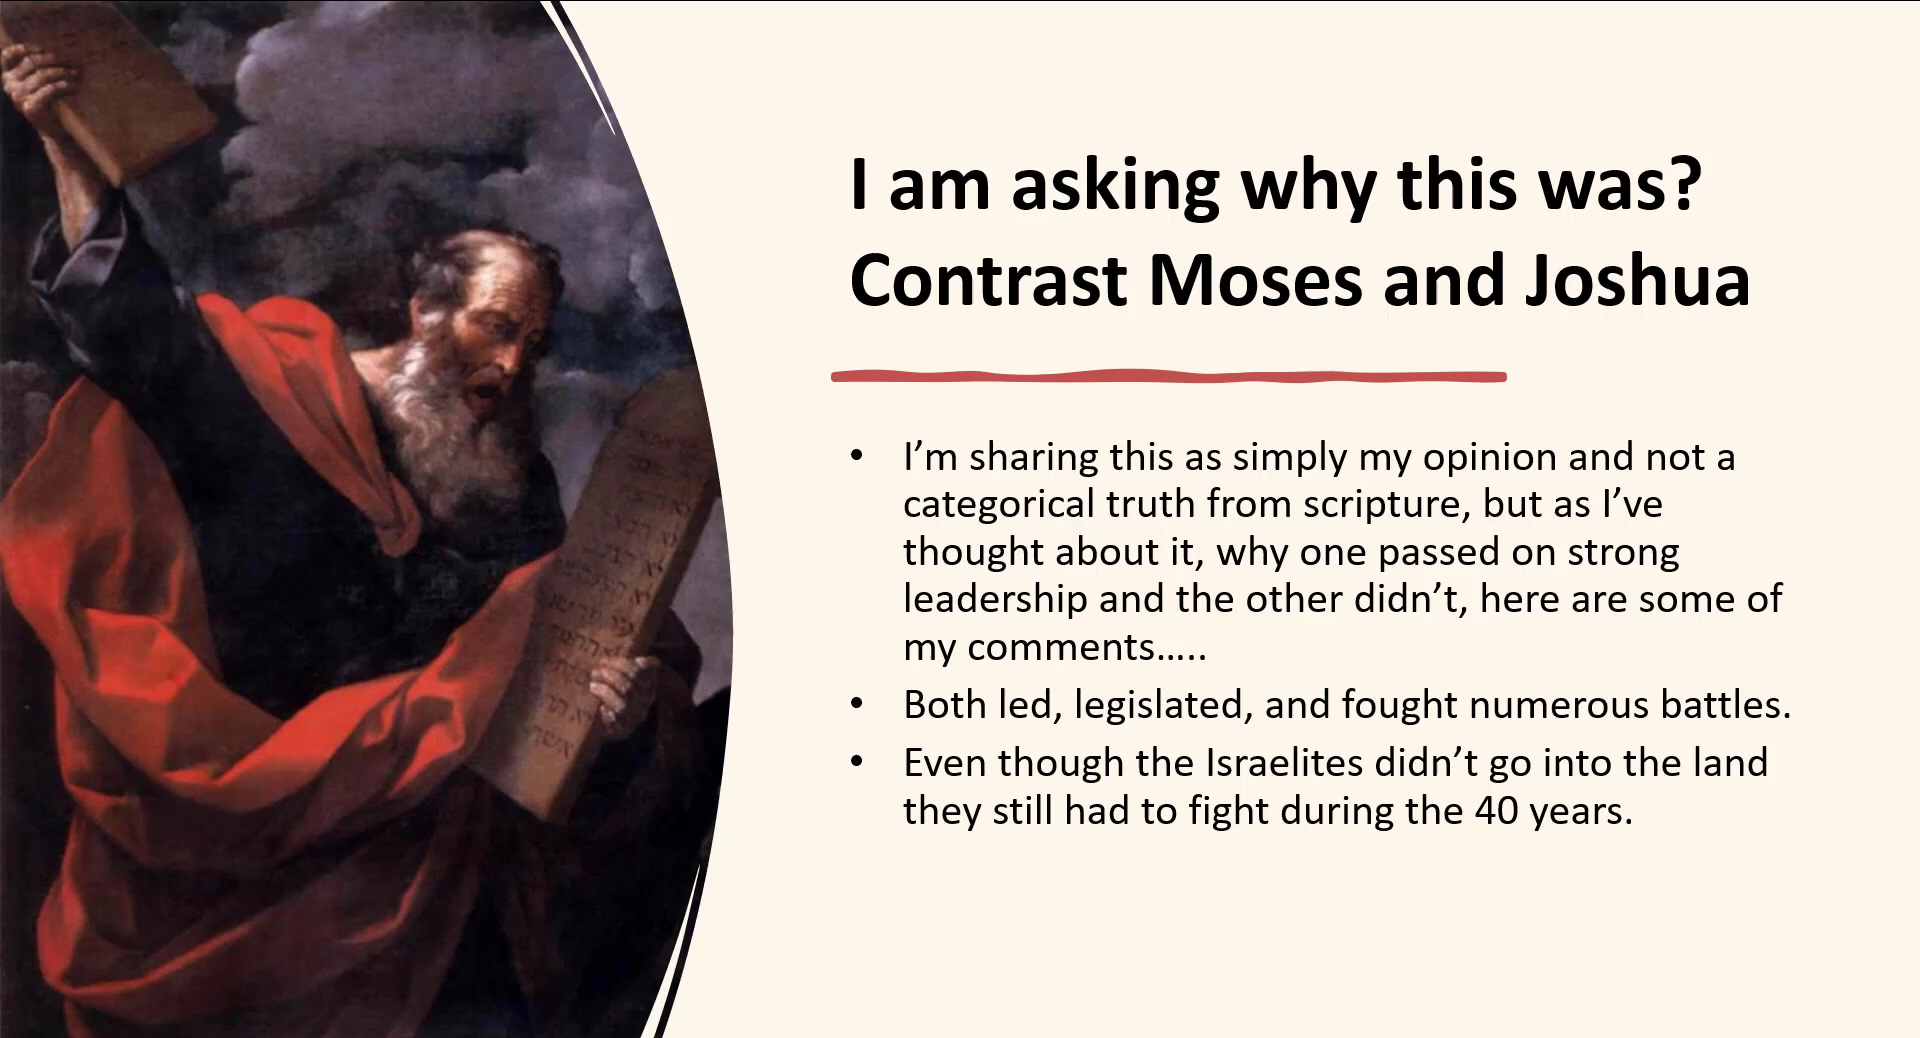 I am asking why this was?
Contrast Moses and Joshua
• I’m sharing this as simply my opinion and not a
categorical truth from scripture, but as I’ve
thought about it, why one passed on strong
leadership and the other didn’t, here are some of
my comments…..
• Both led, legislated, and fought numerous battles.
• Even though the Israelites didn’t go into the land
they still had to fight during the 40 years.